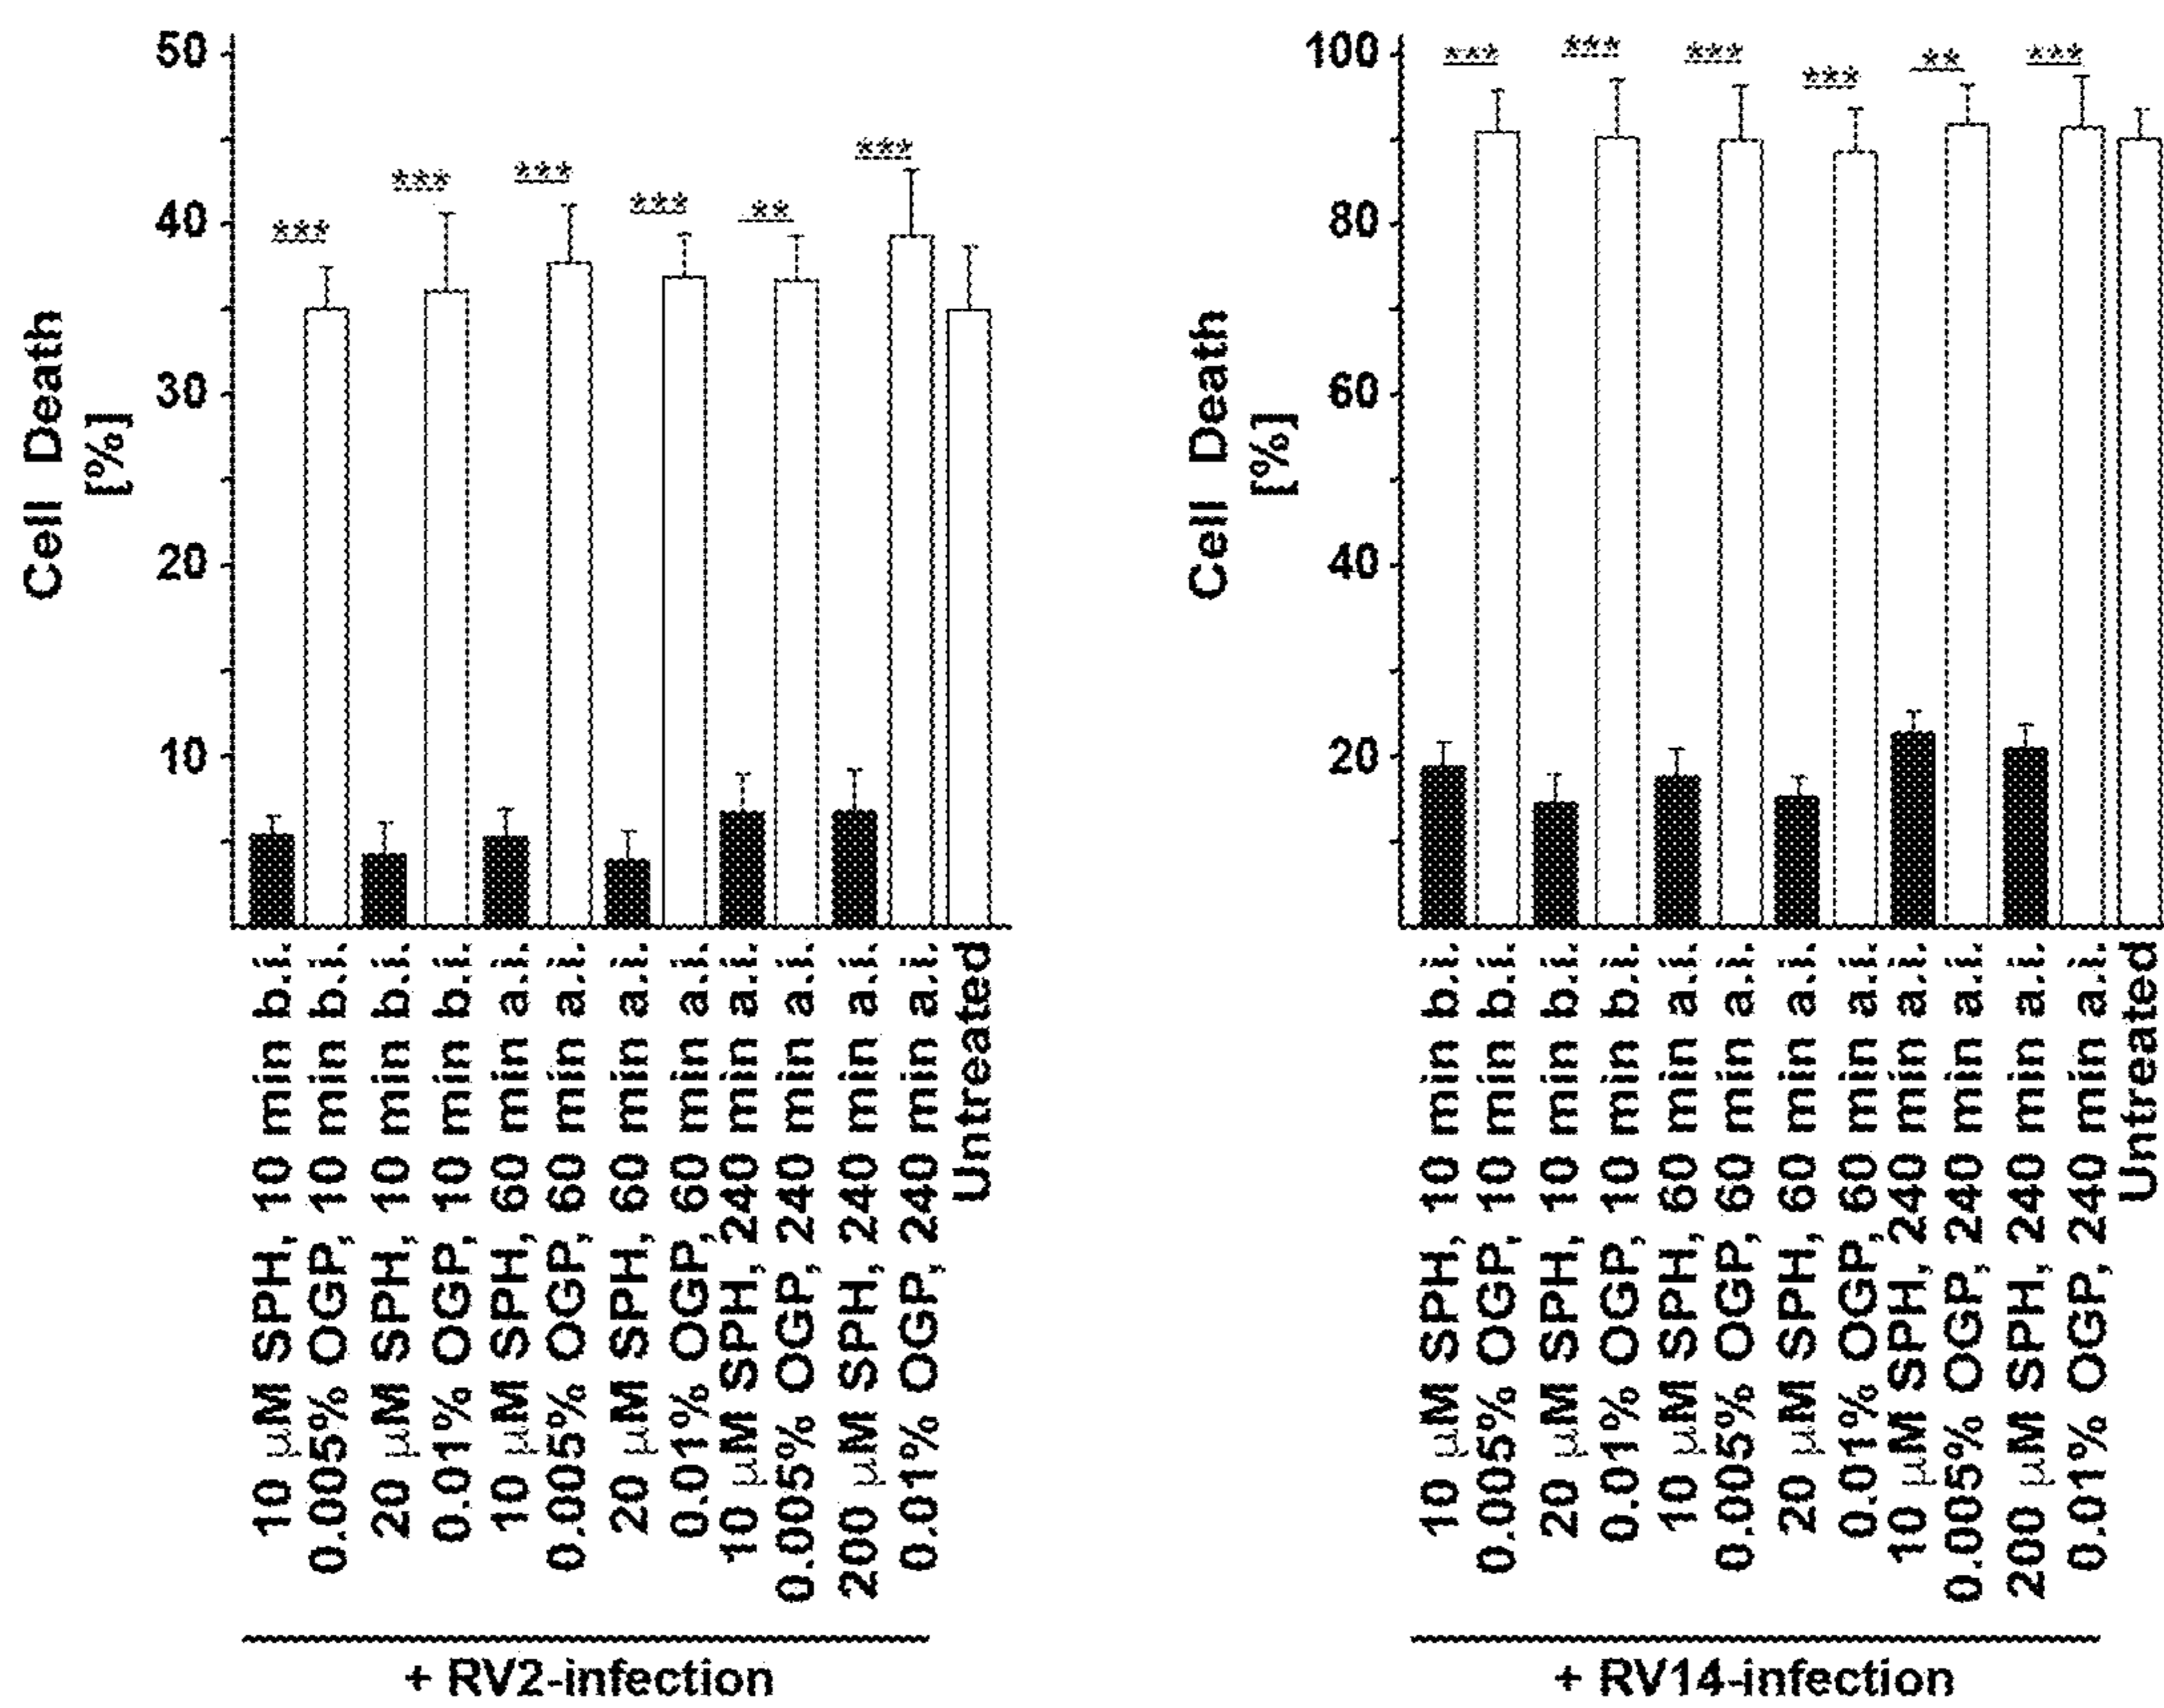 Cell Death
[%]
50
40
30
20
10
***
***
***
***
**
***
10 µM SPH, 10 min b.i.
0.005% OGP, 10 min b.i.
20 µM SPH, 10 min b.i.
0.01% OGP, 10 min b.i.
10 µM SPH, 60 min a.i.
0.005% OGP, 60 min a.i.
20 µM SPH, 60 min a.i.
0.01% OGP, 60 min a.i.
10 µM SPH, 240 min a.i.
0.005% OGP, 240 min a.i.
200 µM SPH, 240 min a.i.
0.01% OGP, 240 min a.i.
Untreated
+ RV2-infection
Cell Death
[%]
100
80
60
40
20
***
***
***
***
**
***
10 µM SPH, 10 min b.i.
0.005% OGP, 10 min b.i.
20 µM SPH, 10 min b.i.
0.01% OGP, 10 min b.i.
10 µM SPH, 60 min a.i.
0.005% OGP, 60 min a.i.
20 µM SPH, 60 min a.i.
0.01% OGP, 60 min a.i.
10 µM SPH, 240 min a.i.
0.005% OGP, 240 min a.i.
200 µM SPH, 240 min a.i.
0.01% OGP, 240 min a.i.
Untreated
+ RV14-infection